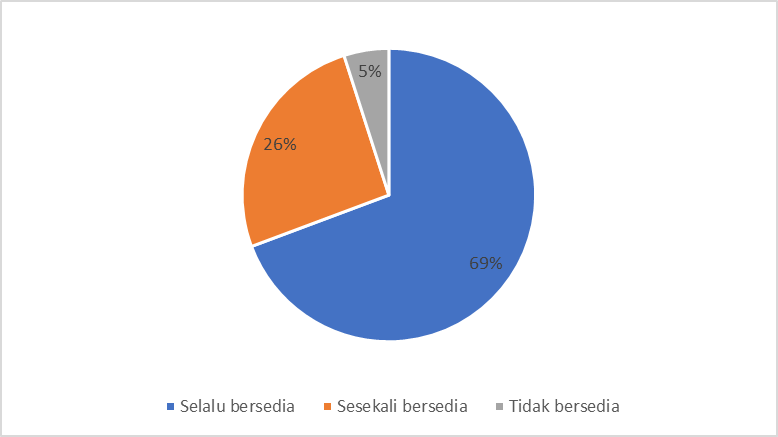 5%
26%
69%
Selalu bersedia
Sesekali bersedia
Tidak bersedia